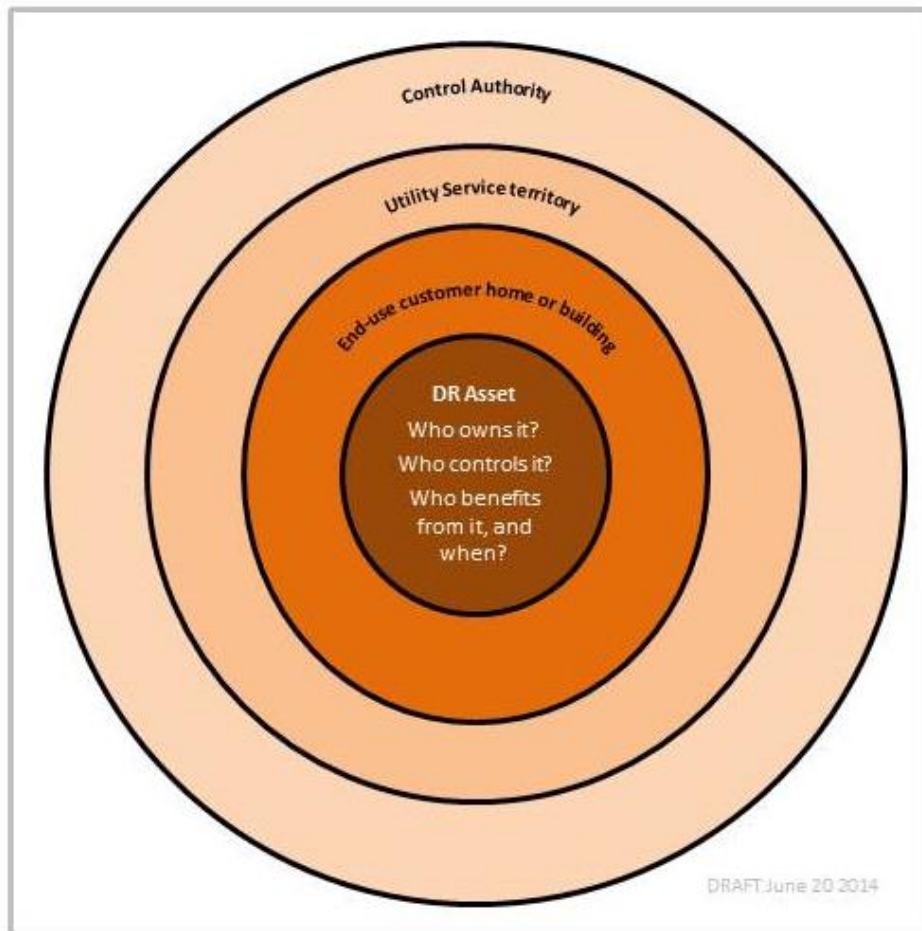 Control Authority
Utility Service territory
End-use customer home or building
DR Asset
Who owns it?
Who controls it?
Who benefits
from it, and
when?
DRAFT June 20 2014